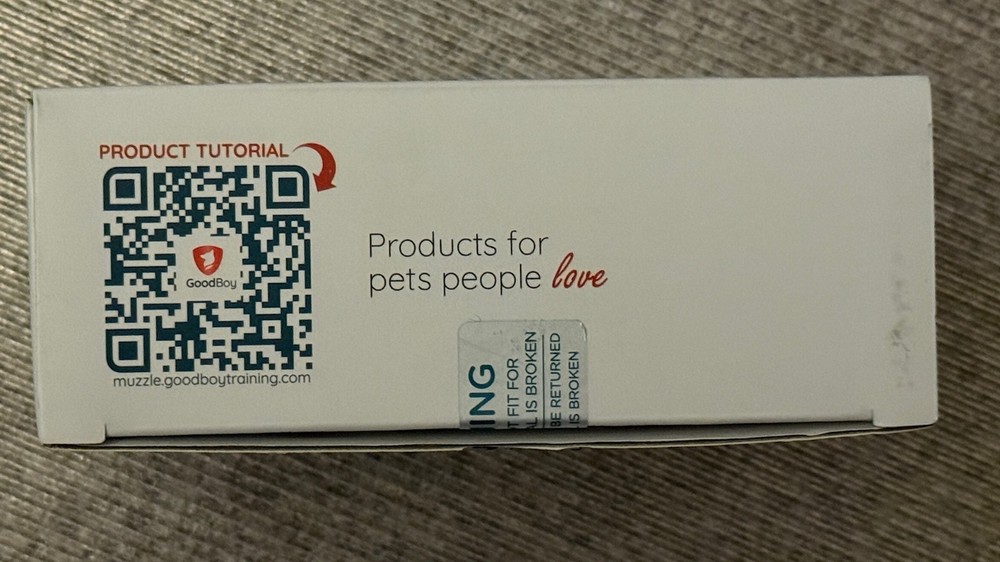 PRODUCT TUTORIAL
GoodBoy
muzzle.goodboytraining.com
Products for
pets people love
ING
FIT FOR
IS BROKEN
BE RETURNED
IS BROKEN